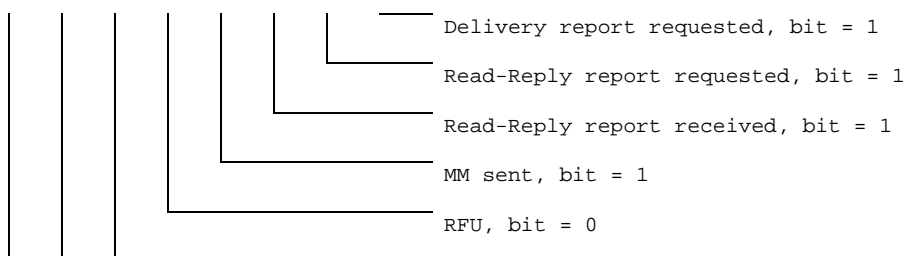 Delivery report requested, bit = 1
Read-Reply report requested, bit = 1
Read-Reply report received, bit = 1
MM sent, bit = 1
RFU, bit = 0